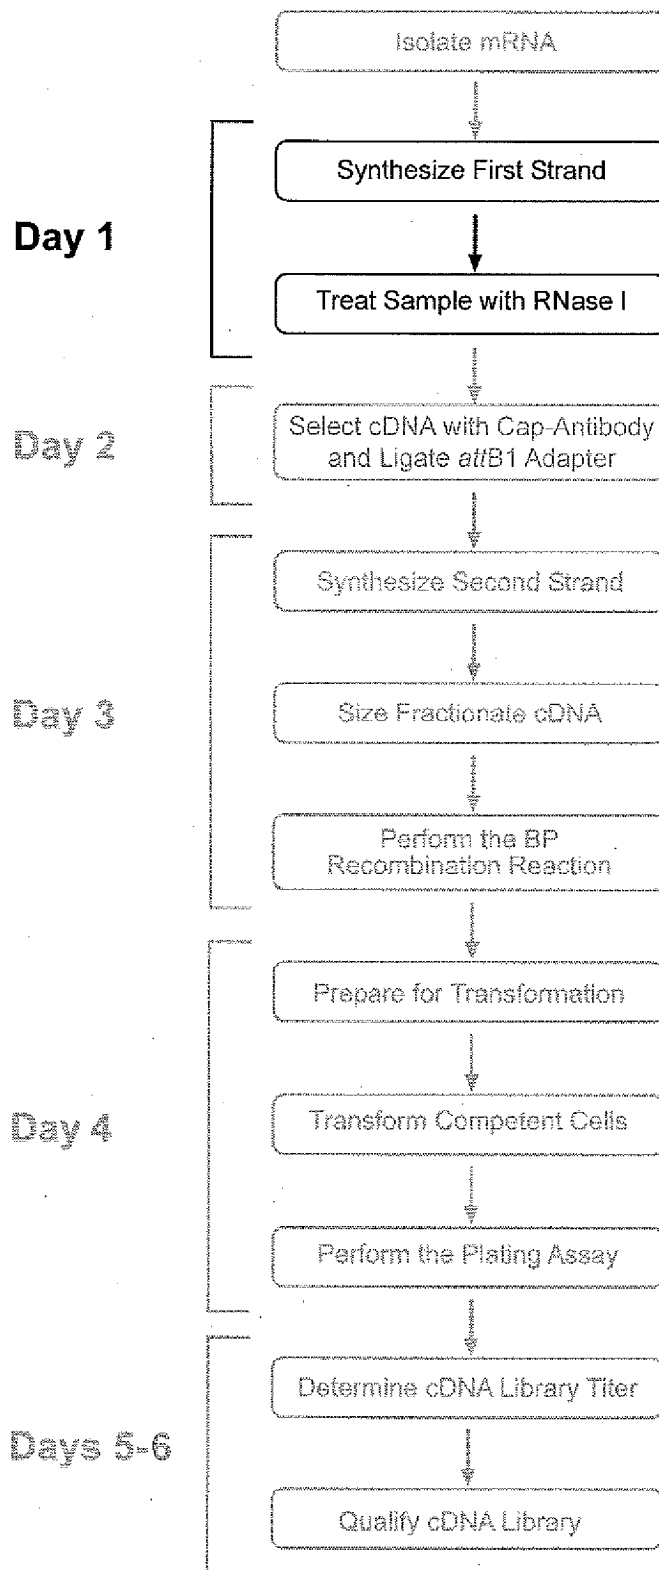 Isolate mRNA
Day 1
Synthesize First Strand
Treat Sample with RNase I
Day 2
Select cDNA with Cap-Antibody
and Ligate attB1 Adapter
Day 3
Synthesize Second Strand
Size Fractionate cDNA
Perform the BP
Recombination Reaction
Day 4
Prepare for Transformation
Transform Competent Cells
Perform the Plating Assay
Days 5-6
Determine cDNA Library Titer
Qualify cDNA Library